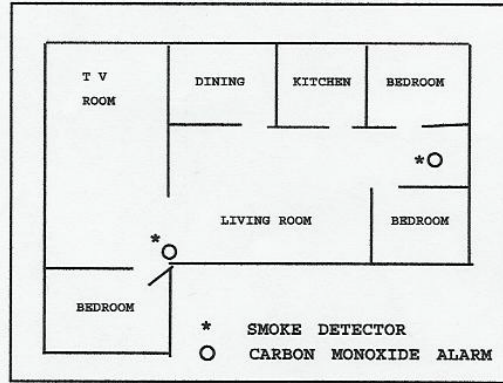 T V
ROOM
DINING
KITCHEN
BEDROOM
*
LIVING ROOM
BEDROOM
*
BEDROOM
* SMOKE DETECTOR
CARBON MONOXIDE ALARM